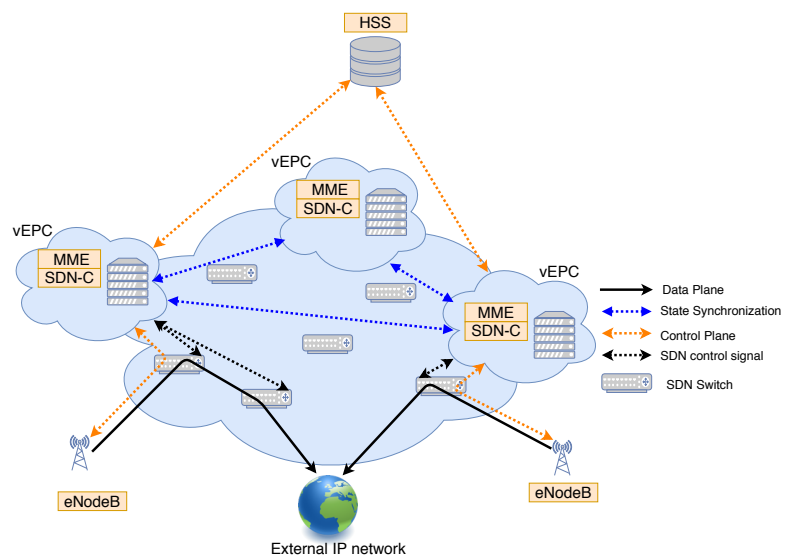 HSS
vEPC
MME
SDN-C
vEPC
MME
SDN-C
vEPC
MME
SDN-C
Data Plane
State Synchronization
Control Plane
SDN control signal
SDN Switch
eNodeB
eNodeB
External IP network